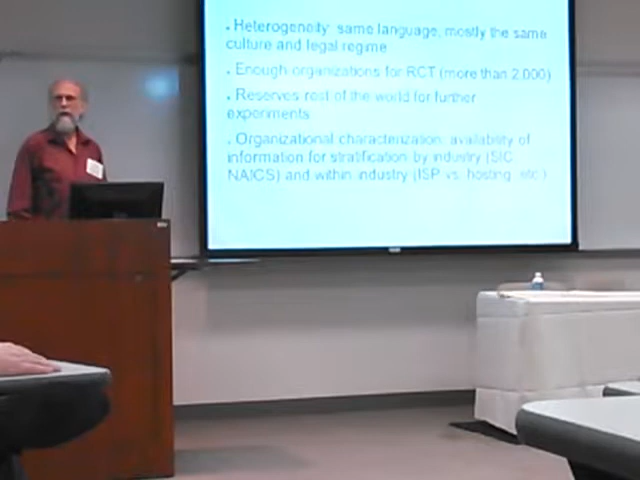 . Heterogeneity: same language, mostly the same
culture and legal regime
. Enough organizations for RCT (more than 2,000)
. Reserves rest of the world for further
experiments
. Organizational characterization: availability of
information for stratification by industry (SIC,
NAICS) and within industry (ISP vs. hosting, etc.)